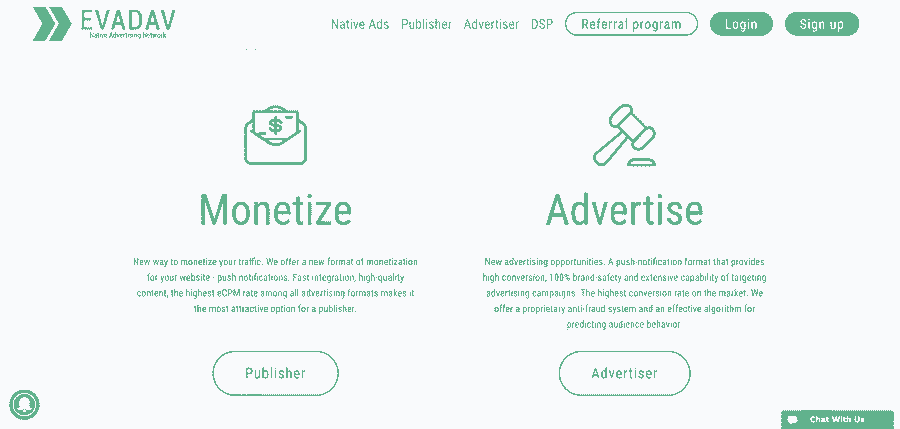 EVADAV
Native Advertising Network
Native Ads Publisher Advertiser DSP Referral program Login Sign up
$
Monetize
New way to monetize your traffic. We offer a new format of monetization
for your website - push notifications. Fast integration, high-quality
content, the highest eCPM rate among all advertising formats makes it
the most attractive option for a publisher.
Publisher
Advertise
New advertising opportunities. A push-notification format that provides
high conversion, 100% brand-safety and extensive capability of targeting
advertising campaigns. The highest conversion rate on the market. We
offer a proprietary anti-fraud system and an effective algorithm for
predicting audience behavior
Advertiser
Chat With Us